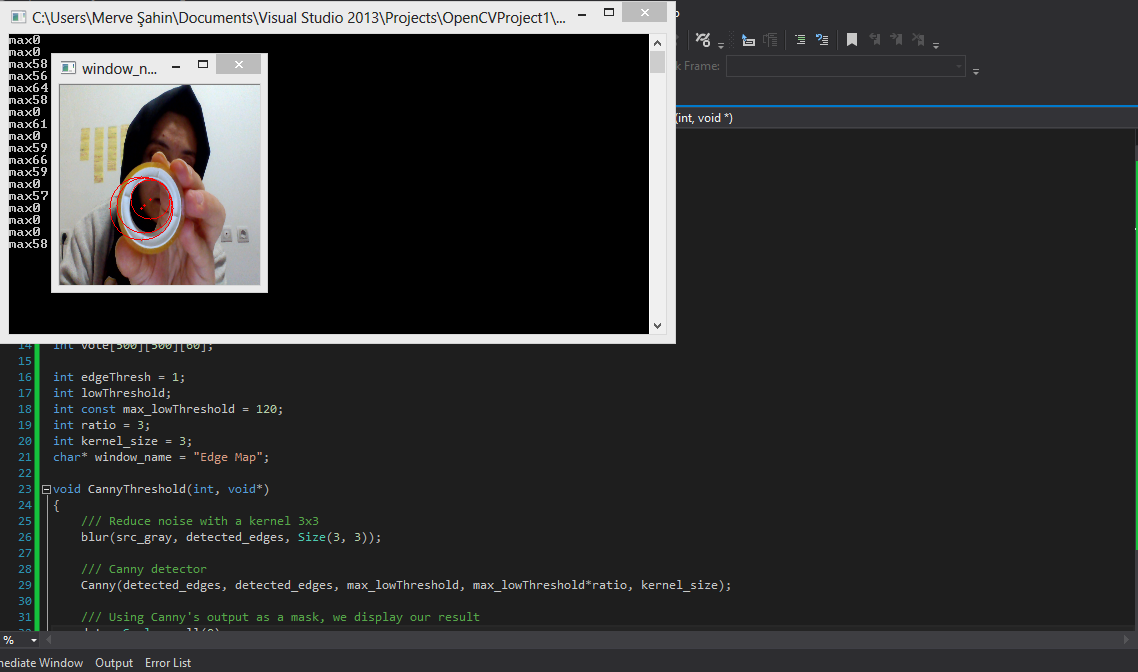 C:\Users\Merve Şahin\Documents\Visual Studio 2013\Projects\OpenCVProject1\...
max0
max0
max58
max56
max64
max58
max0
max61
max0
max59
max66
max59
max0
max57
max0
max0
max0
max58
window_n...
k Frame:
(int, void *)
14 int vote[500][500][60];
15
16 int edgeThresh = 1;
17 int lowThreshold;
18 int const max_lowThreshold = 120;
19 int ratio = 3;
20 int kernel_size = 3;
21 char* window_name = "Edge Map";
22
23 void CannyThreshold(int, void*)
24 {
25 /// Reduce noise with a kernel 3x3
26 blur(src_gray, detected_edges, Size(3, 3));
27
28 /// Canny detector
29 Canny(detected_edges, detected_edges, max_lowThreshold, max_lowThreshold*ratio, kernel_size);
30
31 /// Using Canny's output as a mask, we display our result
%
mediate Window Output Error List